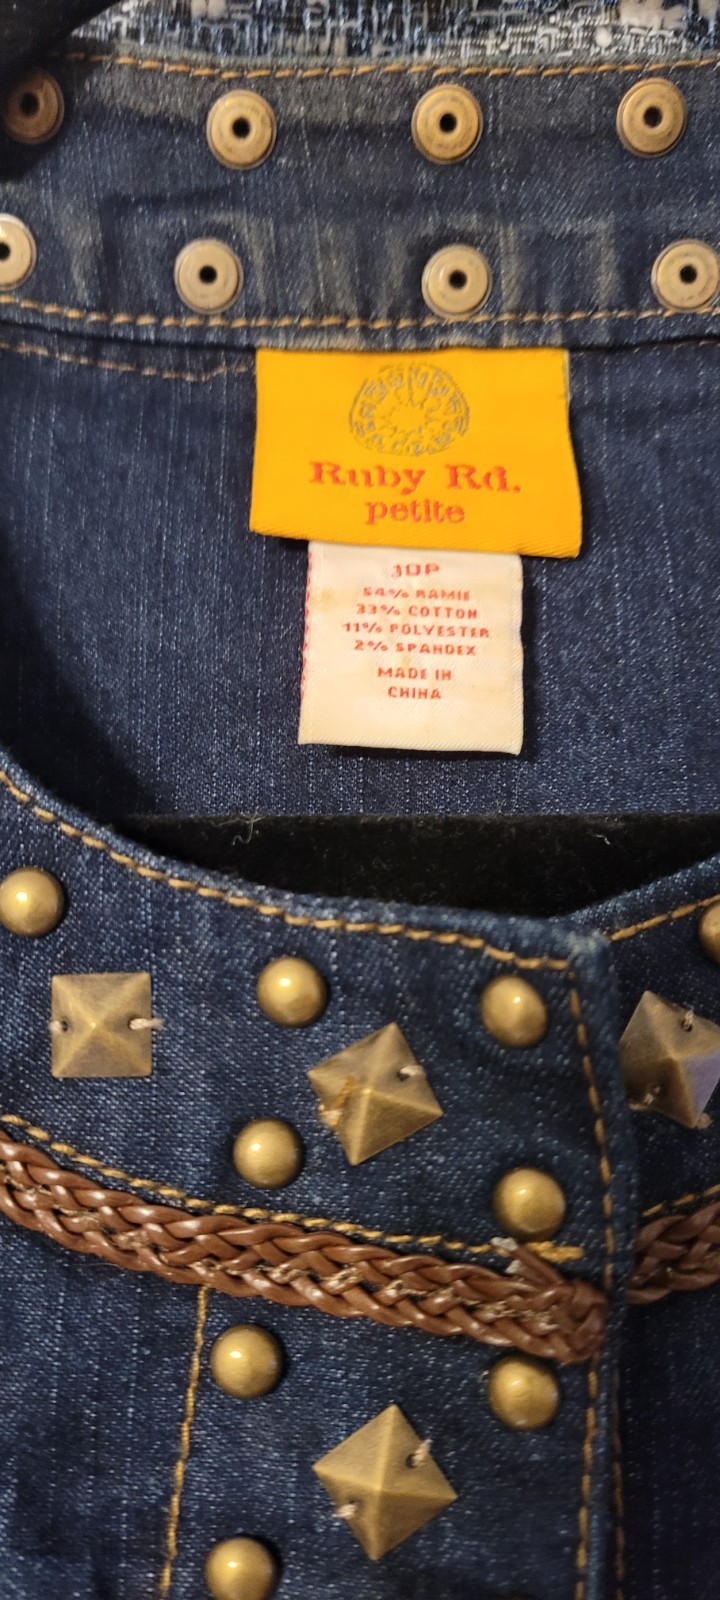 Ruby Rd.
petite
10P
54% RAMIE
33% COTTON
11% POLYESTER
2% SPANDEX
MADE IN
CHINA